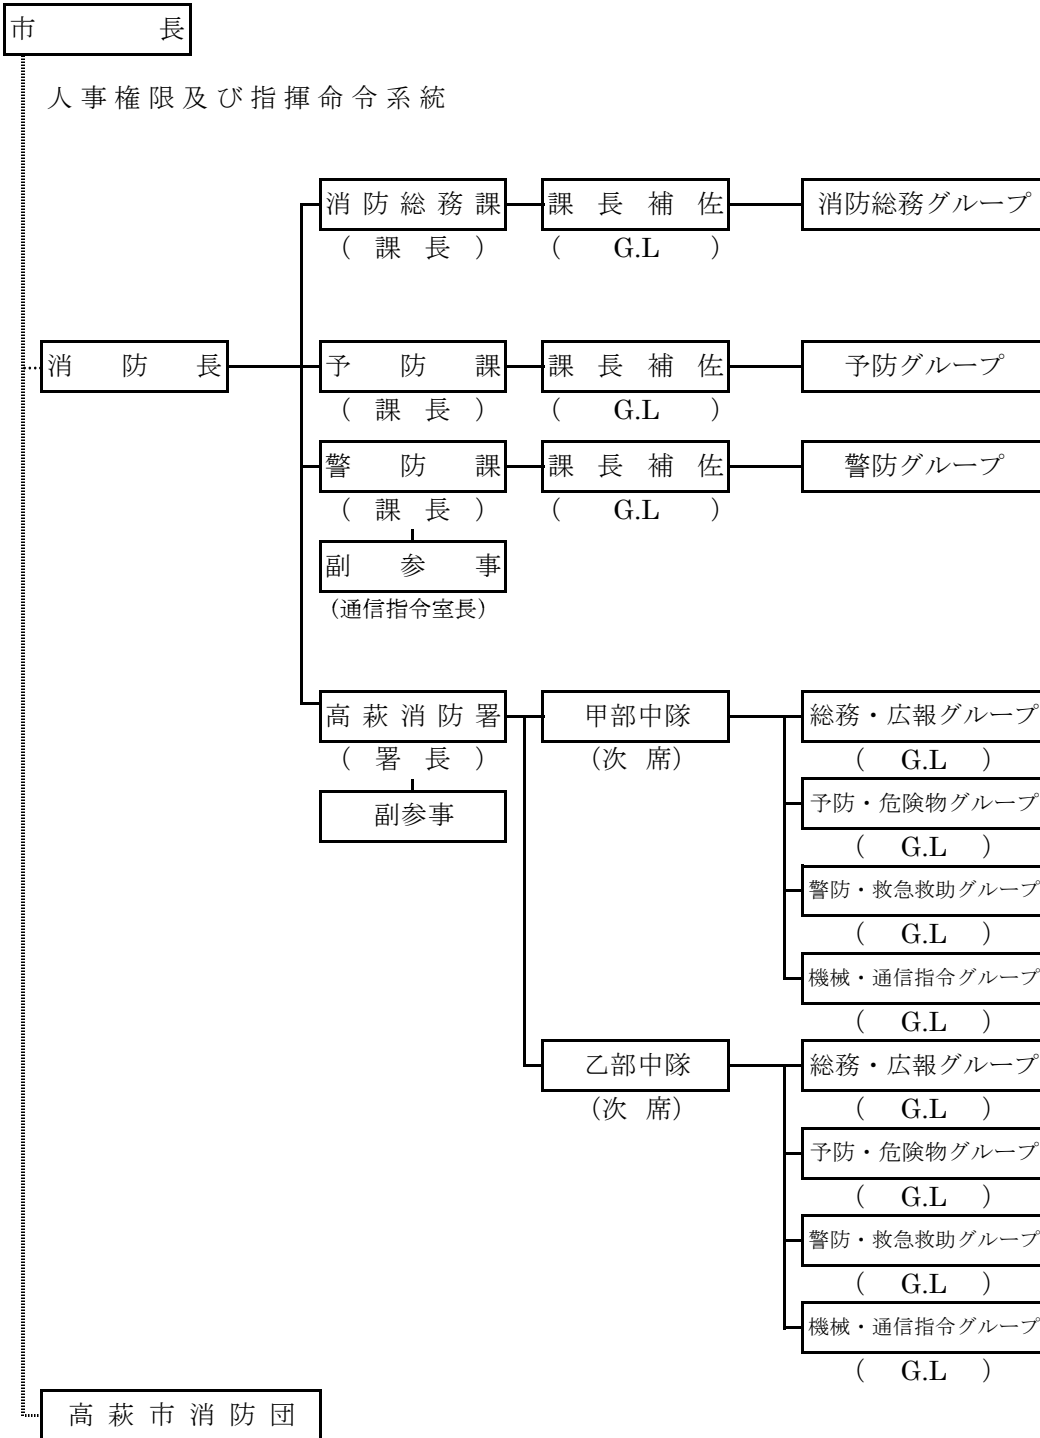 市長
人事権限及び指揮命令系統
消防総務課 課長補佐 消防総務グループ
(課長) (G.L)
消防長 予防課 課長補佐 予防グループ
(課長) (G.L)
警防課 課長補佐 警防グループ
(課長) (G.L)
副参事
(通信指令室長)
高萩消防署 甲部中隊 総務・広報グループ
(署長) (次席) (G.L)
副参事 予防・危険物グループ
(G.L)
警防・救急救助グループ
(G.L)
機械・通信指令グループ
(G.L)
乙部中隊 総務・広報グループ
(次席) (G.L)
予防・危険物グループ
(G.L)
警防・救急救助グループ
(G.L)
機械・通信指令グループ
(G.L)
高萩市消防団